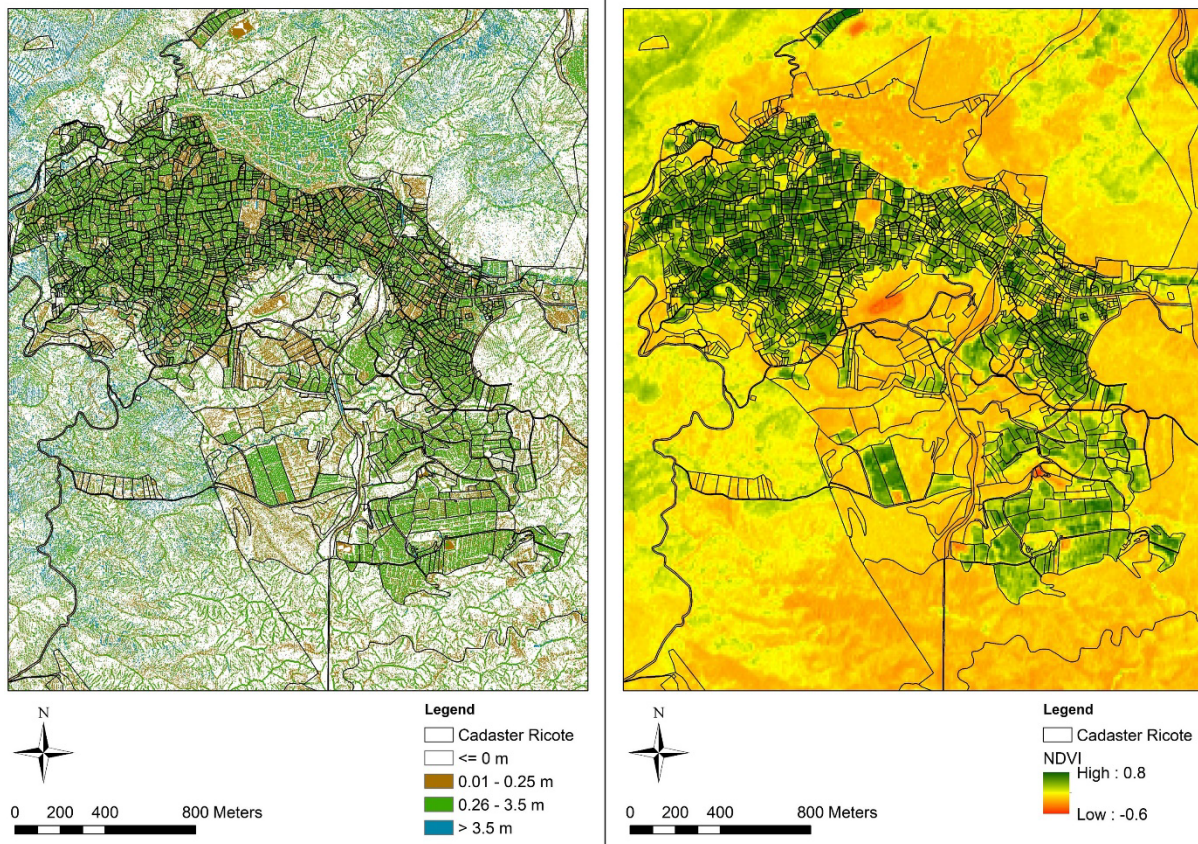 N
0 200 400 800 Meters
Legend
Cadaster Ricote
<= 0 m
0.01 - 0.25 m
0.26 - 3.5 m
> 3.5 m
N
0 200 400 800 Meters
Legend
Cadaster Ricote
NDVI
High : 0.8
Low : -0.6